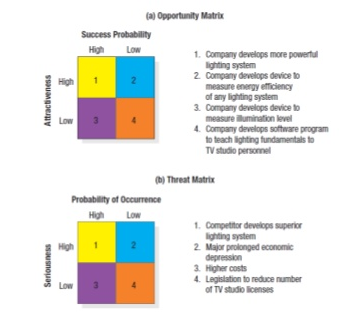 (a) Opportunity Matrix
Success Probability
High Low
Attractiveness
High 1 2
Low 3 4
1. Company develops more powerful
lighting system
2. Company develops device to
measure energy efficiency
of any lighting system
3. Company develops device to
measure illumination level
4. Company develops software program
to teach lighting fundamentals to
TV studio personnel
(b) Threat Matrix
Probability of Occurrence
High Low
Seriousness
High 1 2
Low 3 4
1. Competitor develops superior
lighting system
2. Major prolonged economic
depression
3. Higher costs
4. Legislation to reduce number
of TV studio licenses